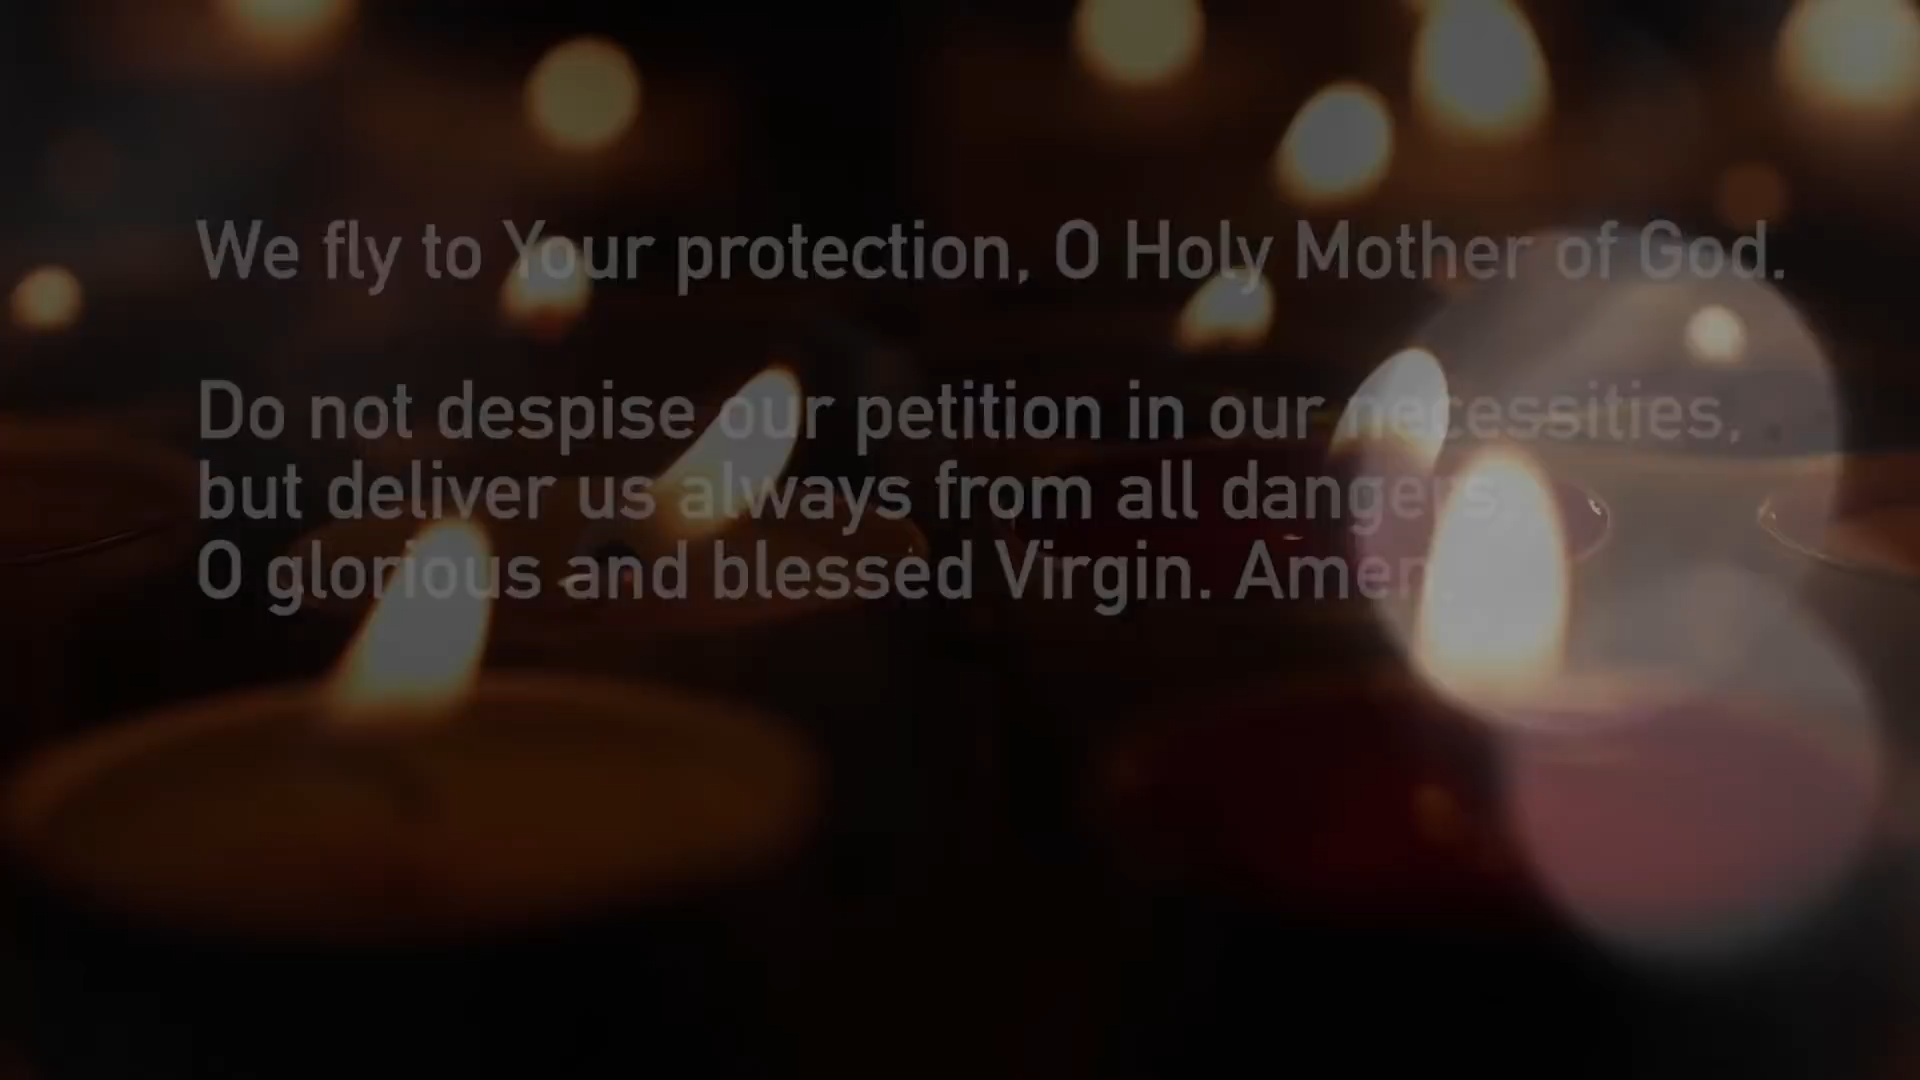 We fly to Your protection, O Holy Mother of God.
Do not despise our petition in our necessities,
but deliver us always from all dangers,
O glorious and blessed Virgin. Amen.